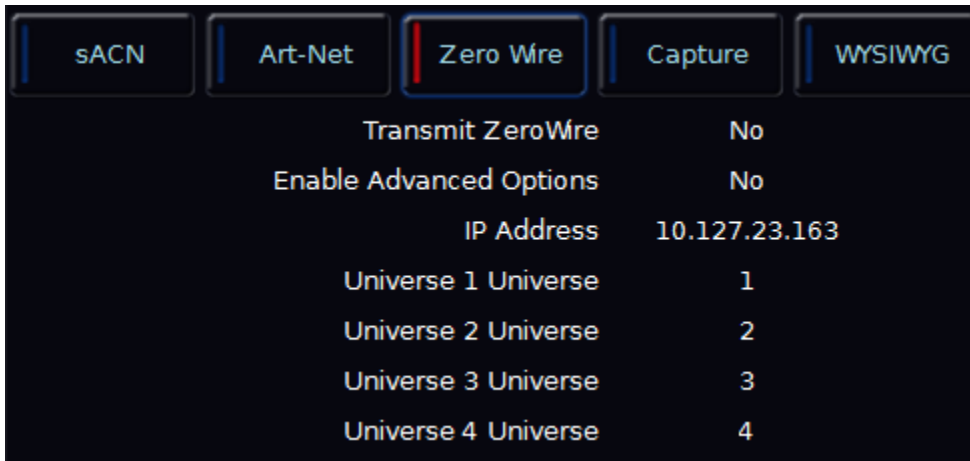 sACN Art-Net Zero Wire Capture WYSIWYG
Transmit ZeroWire No
Enable Advanced Options No
IP Address 10.127.23.163
Universe 1 Universe 1
Universe 2 Universe 2
Universe 3 Universe 3
Universe 4 Universe 4